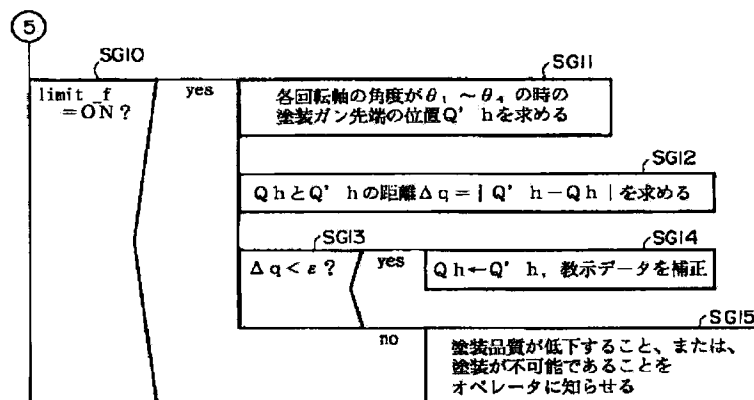 5
SG10
limit_f
=ON?
yes
SG11
各回転軸の角度がθ₁~θ₄の時の
塗装ガン先端の位置Q'hを求める
SG12
QhとQ'hの距離Δq=|Q'h-Qh|を求める
SG13
Δq<ε?
yes
SG14
Qh←Q'h,教示データを補正
no
SG15
塗装品質が低下すること、または、
塗装が不可能であることを
オペレータに知らせる